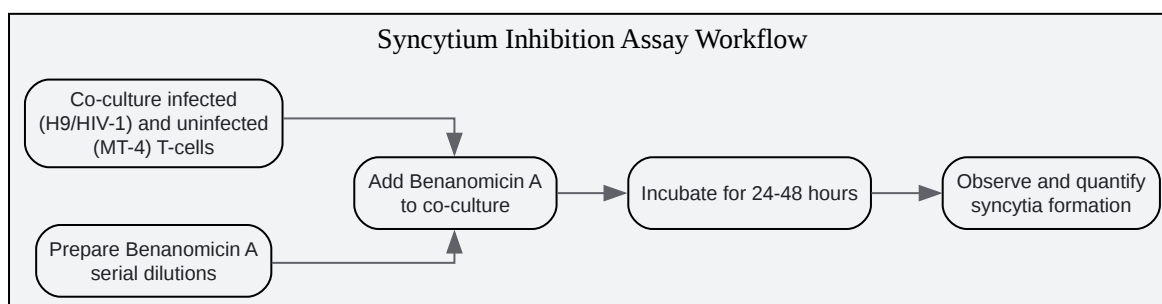 Syncytium Inhibition Assay Workflow
Co-culture infected
(H9/HIV-1) and uninfected
(MT-4) T-cells
Prepare Benanomicin A
serial dilutions
Add Benanomicin A
to co-culture
Incubate for 24-48 hours
Observe and quantify
syncytia formation